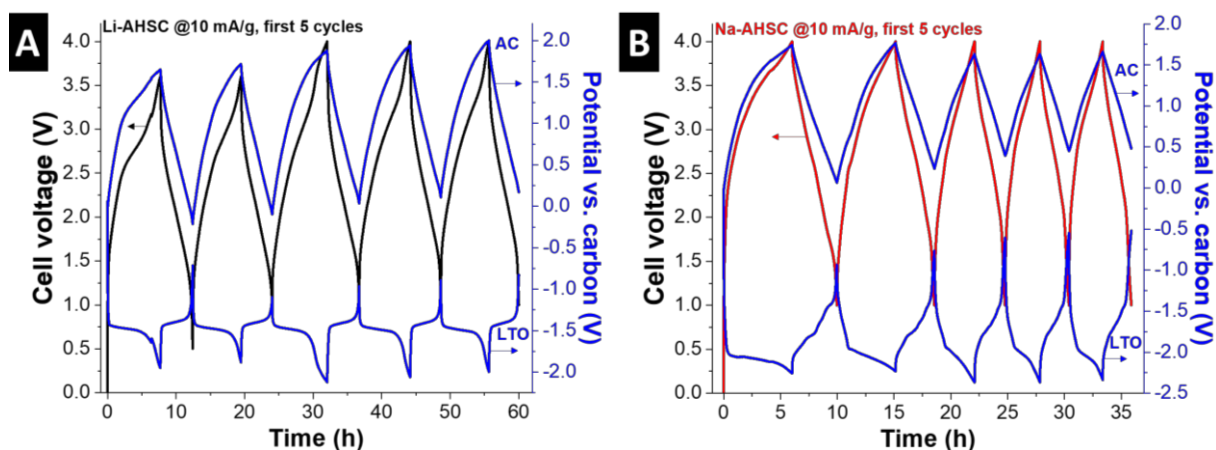 A
Li-AHSC @10 mA/g, first 5 cycles
AC
LTO
Cell voltage (V)
4.0
3.5
3.0
2.5
2.0
1.5
1.0
0.5
0.0
Potential vs. carbon (V)
2.0
1.5
1.0
0.5
0.0
-0.5
-1.0
-1.5
-2.0
0 10 20 30 40 50 60
Time (h)
B
Na-AHSC @10 mA/g, first 5 cycles
AC
LTO
Cell voltage (V)
4.0
3.5
3.0
2.5
2.0
1.5
1.0
0.5
0.0
Potential vs. carbon (V)
2.0
1.5
1.0
0.5
0.0
-0.5
-1.0
-1.5
-2.0
-2.5
0 5 10 15 20 25 30 35
Time (h)